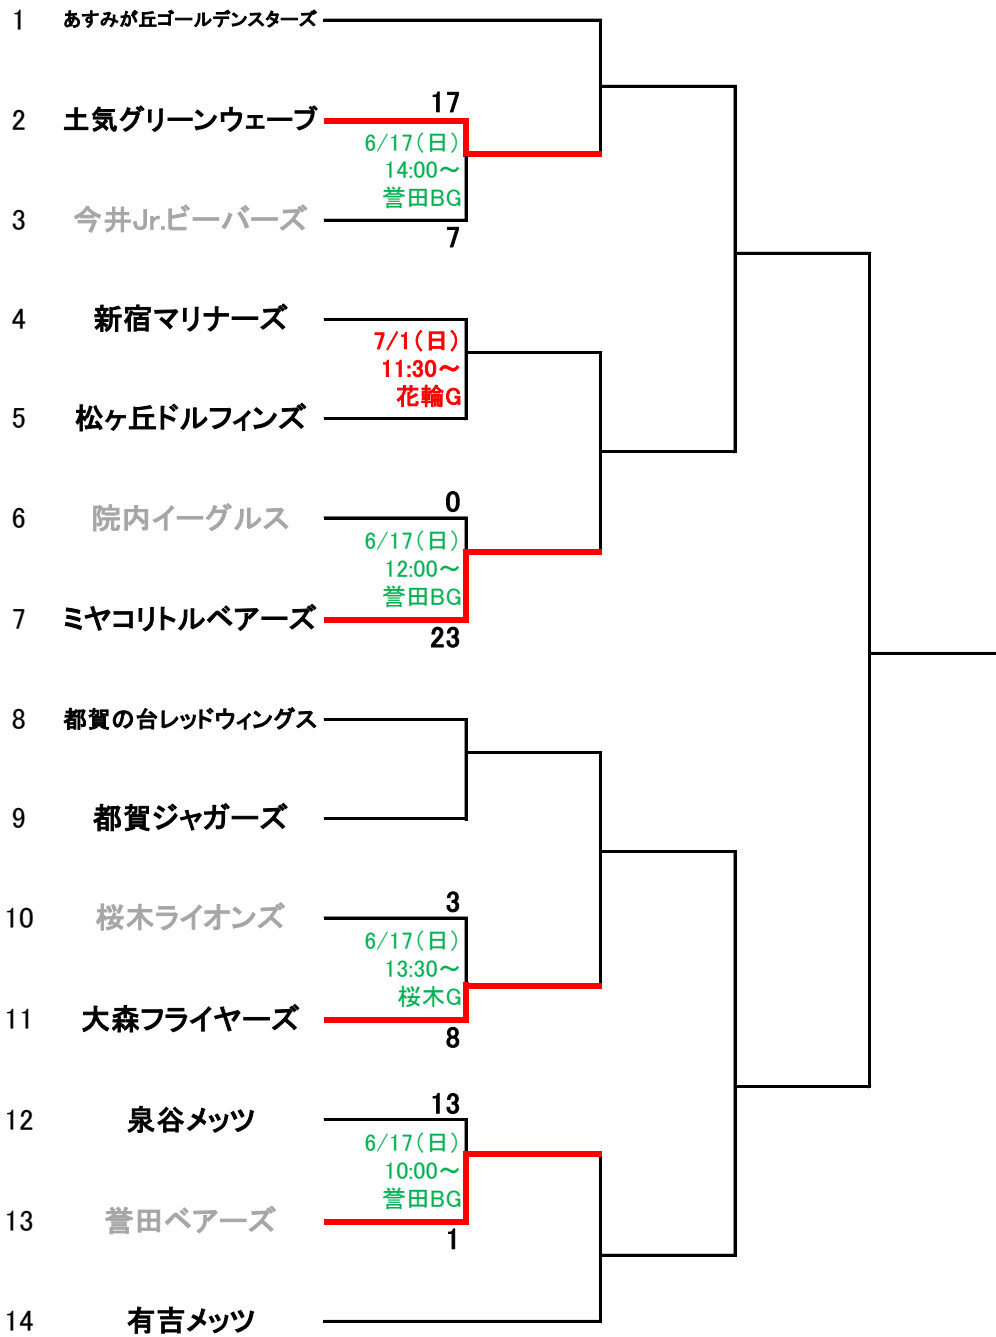 1 あすみが丘ゴールデンスターズ
17
2 土気グリーンウェーブ
6/17(日)
14:00～
誉田BG
3 今井Jr.ビーバーズ
7
4 新宿マリナーズ
7/1(日)
11:30～
花輪G
5 松ヶ丘ドルフィンズ
0
6 院内イーグルス
6/17(日)
12:00～
誉田BG
7 ミヤコリトルベアーズ
23
8 都賀の台レッドウィングス
9 都賀ジャガーズ
3
10 桜木ライオンズ
6/17(日)
13:30～
桜木G
11 大森フライヤーズ
8
13
12 泉谷メッツ
6/17(日)
10:00～
誉田BG
13 誉田ベアーズ
1
14 有吉メッツ